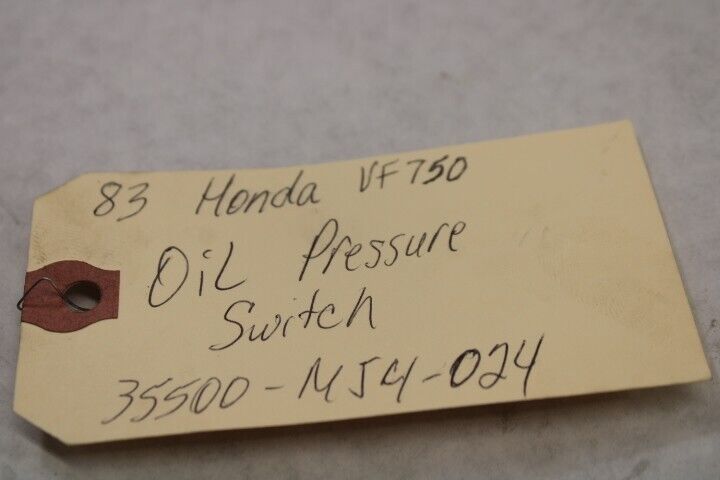 83 Honda VF750
Oil Pressure
Switch
35500-MJ4-024